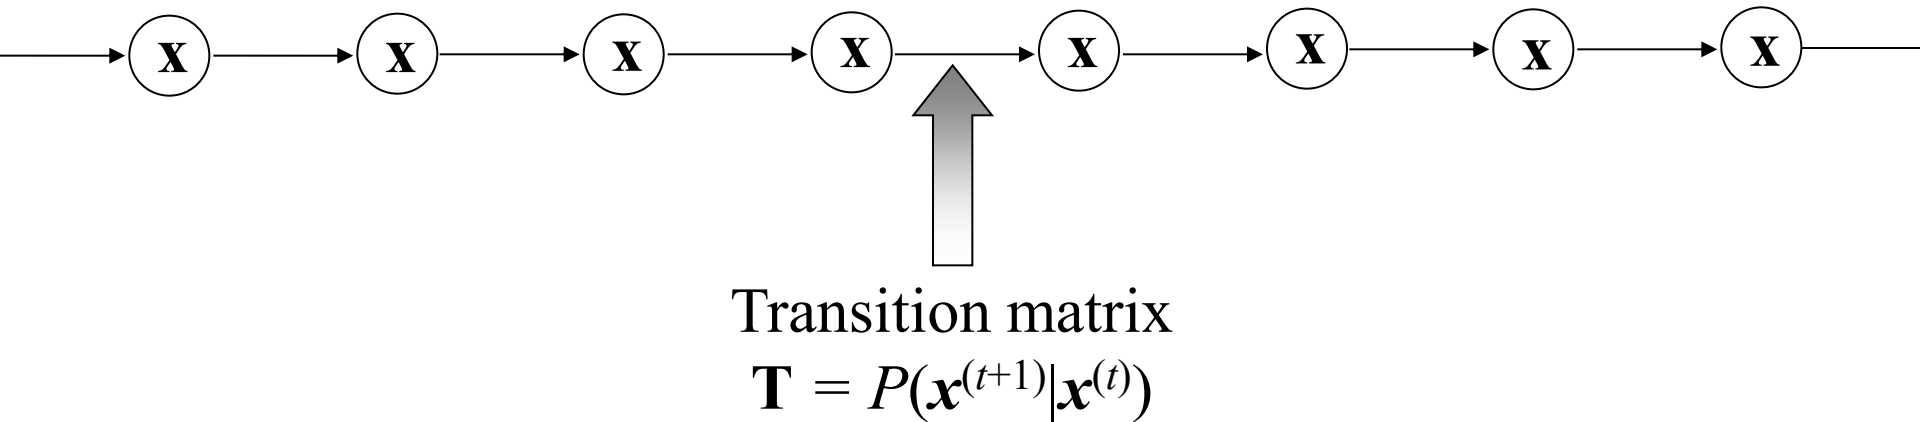 x x x x x x x x
Transition matrix
T = P(x^(t+1)|x^(t))